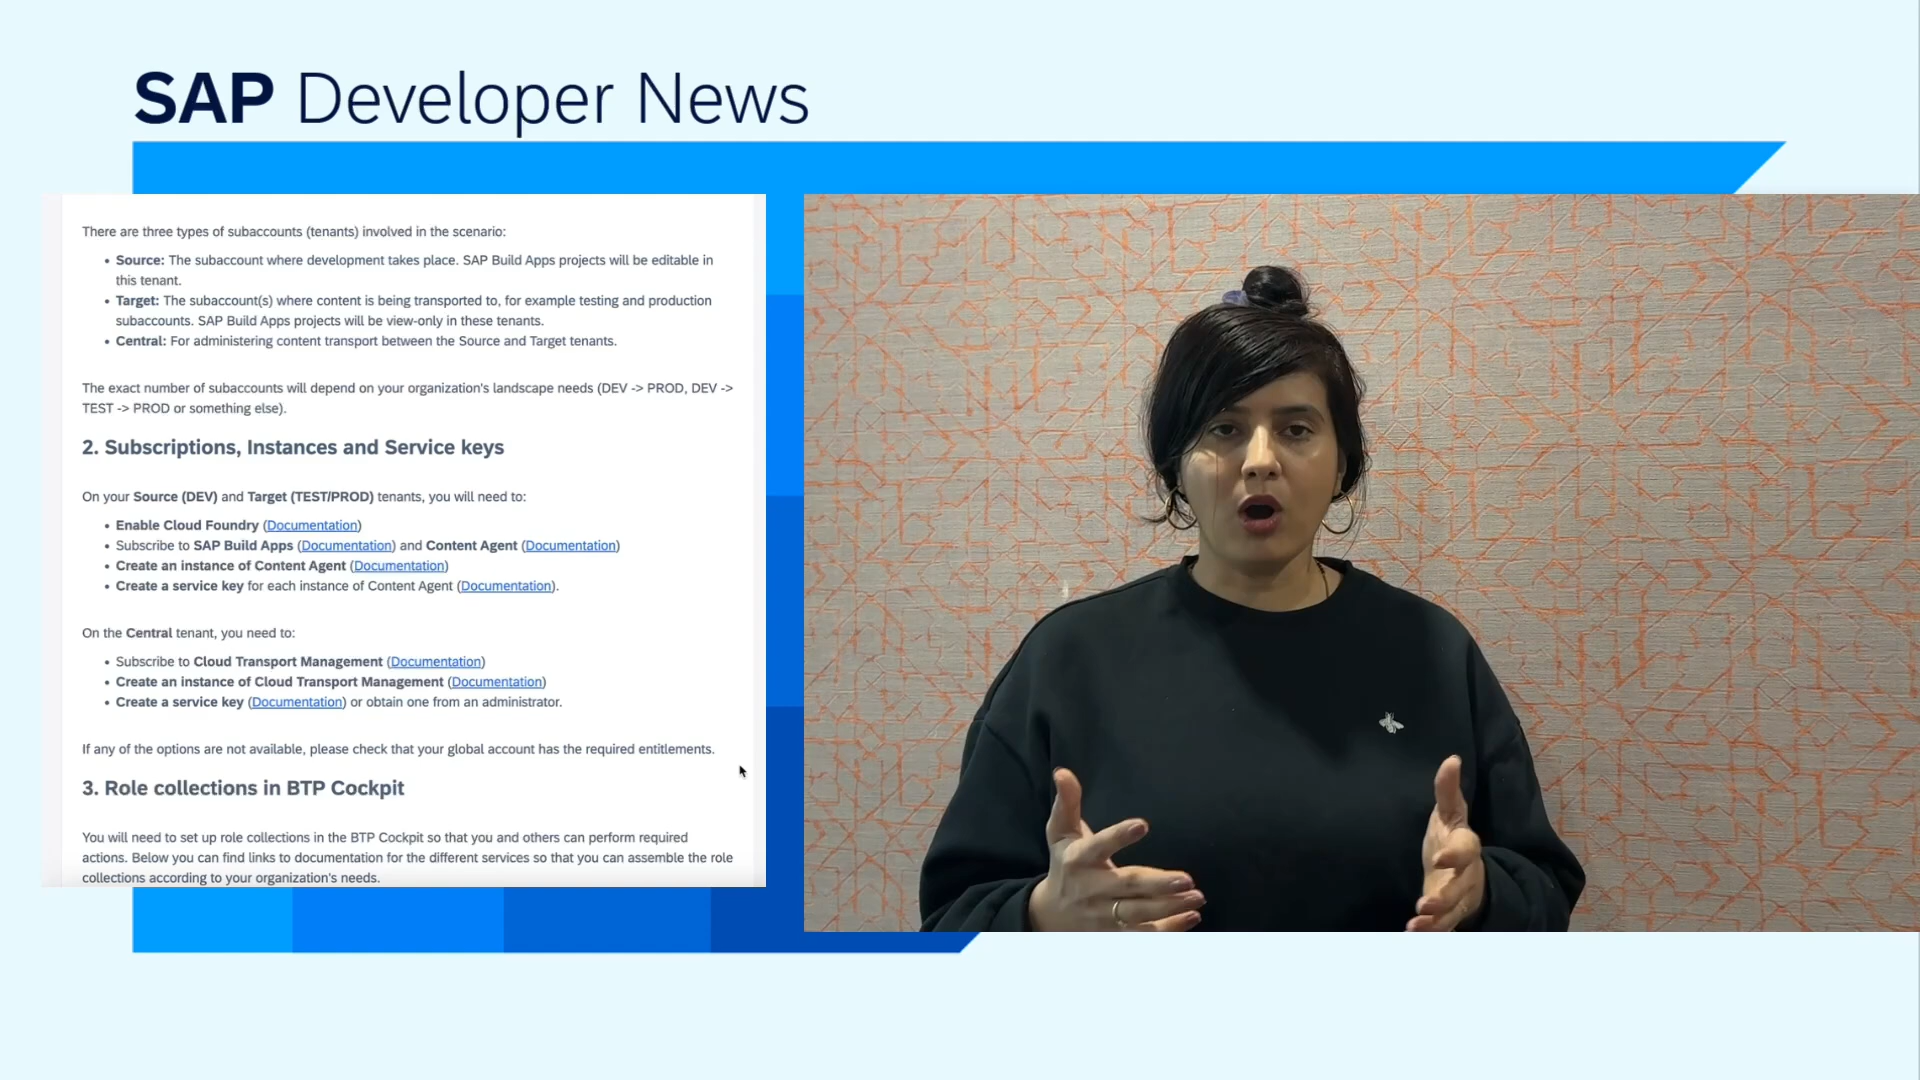 SAP Developer News
There are three types of subaccounts (tenants) involved in the scenario:
• Source: The subaccount where development takes place. SAP Build Apps projects will be editable in
this tenant.
• Target: The subaccount(s) where content is being transported to, for example testing and production
subaccounts. SAP Build Apps projects will be view-only in these tenants.
• Central: For administering content transport between the Source and Target tenants.
The exact number of subaccounts will depend on your organization's landscape needs (DEV -> PROD, DEV ->
TEST -> PROD or something else).
2. Subscriptions, Instances and Service keys
On your Source (DEV) and Target (TEST/PROD) tenants, you will need to:
• Enable Cloud Foundry (Documentation)
• Subscribe to SAP Build Apps (Documentation) and Content Agent (Documentation)
• Create an instance of Content Agent (Documentation)
• Create a service key for each instance of Content Agent (Documentation).
On the Central tenant, you need to:
• Subscribe to Cloud Transport Management (Documentation)
• Create an instance of Cloud Transport Management (Documentation)
• Create a service key (Documentation) or obtain one from an administrator.
If any of the options are not available, please check that your global account has the required entitlements.
3. Role collections in BTP Cockpit
You will need to set up role collections in the BTP Cockpit so that you and others can perform required
actions. Below you can find links to documentation for the different services so that you can assemble the role
collections according to your organization's needs.